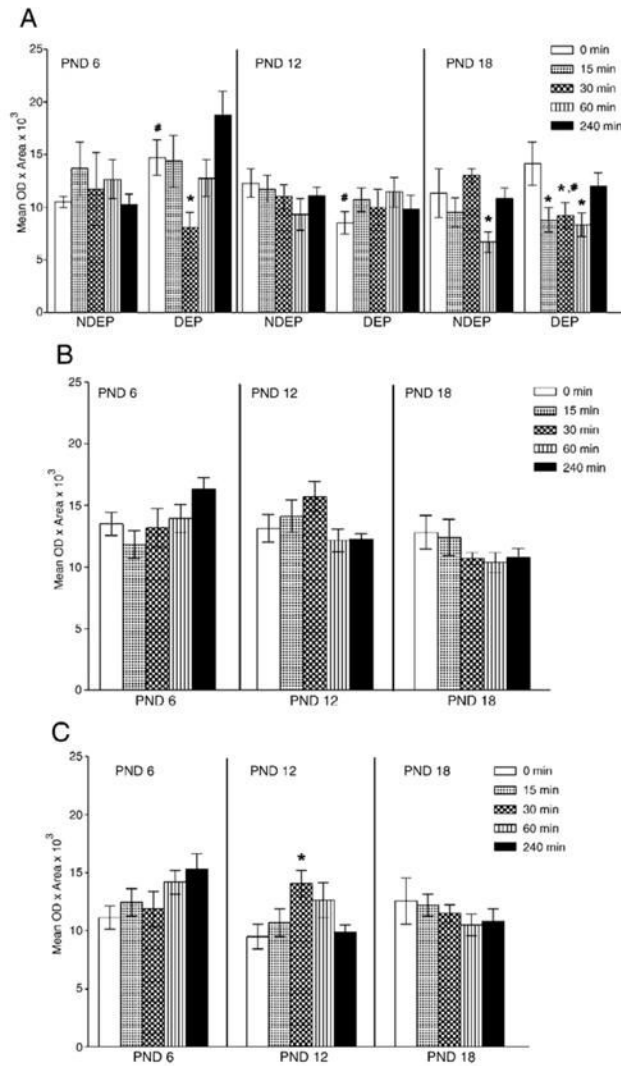 A
Mean OD x Area x 10³
25
20
15
10
5
0
PND 6
PND 12
PND 18
0 min
15 min
30 min
60 min
240 min
#
*
#
*
*
*,#
*
NDEP
DEP
NDEP
DEP
NDEP
DEP
B
Mean OD x Area x 10³
25
20
15
10
5
0
PND 6
PND 12
PND 18
0 min
15 min
30 min
60 min
240 min
PND 6
PND 12
PND 18
C
Mean OD x Area x 10³
25
20
15
10
5
0
PND 6
PND 12
PND 18
0 min
15 min
30 min
60 min
240 min
*
PND 6
PND 12
PND 18